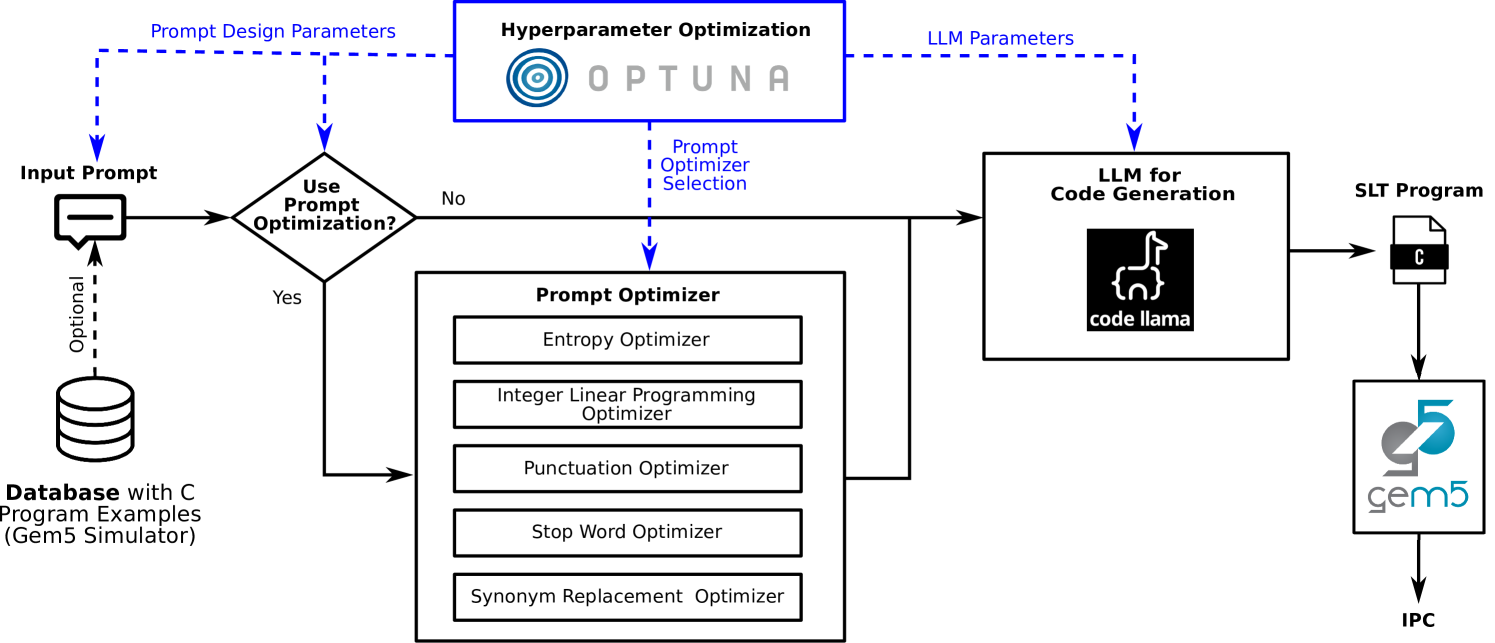 Prompt Design Parameters
Hyperparameter Optimization
OPTUNA
LLM Parameters
Prompt
Optimizer
Selection
Input Prompt
Use
Prompt
Optimization?
No
Yes
Optional
Database with C
Program Examples
(Gem5 Simulator)
Prompt Optimizer
Entropy Optimizer
Integer Linear Programming
Optimizer
Punctuation Optimizer
Stop Word Optimizer
Synonym Replacement Optimizer
LLM for
Code Generation
code llama
SLT Program
C
g5
gem5
IPC